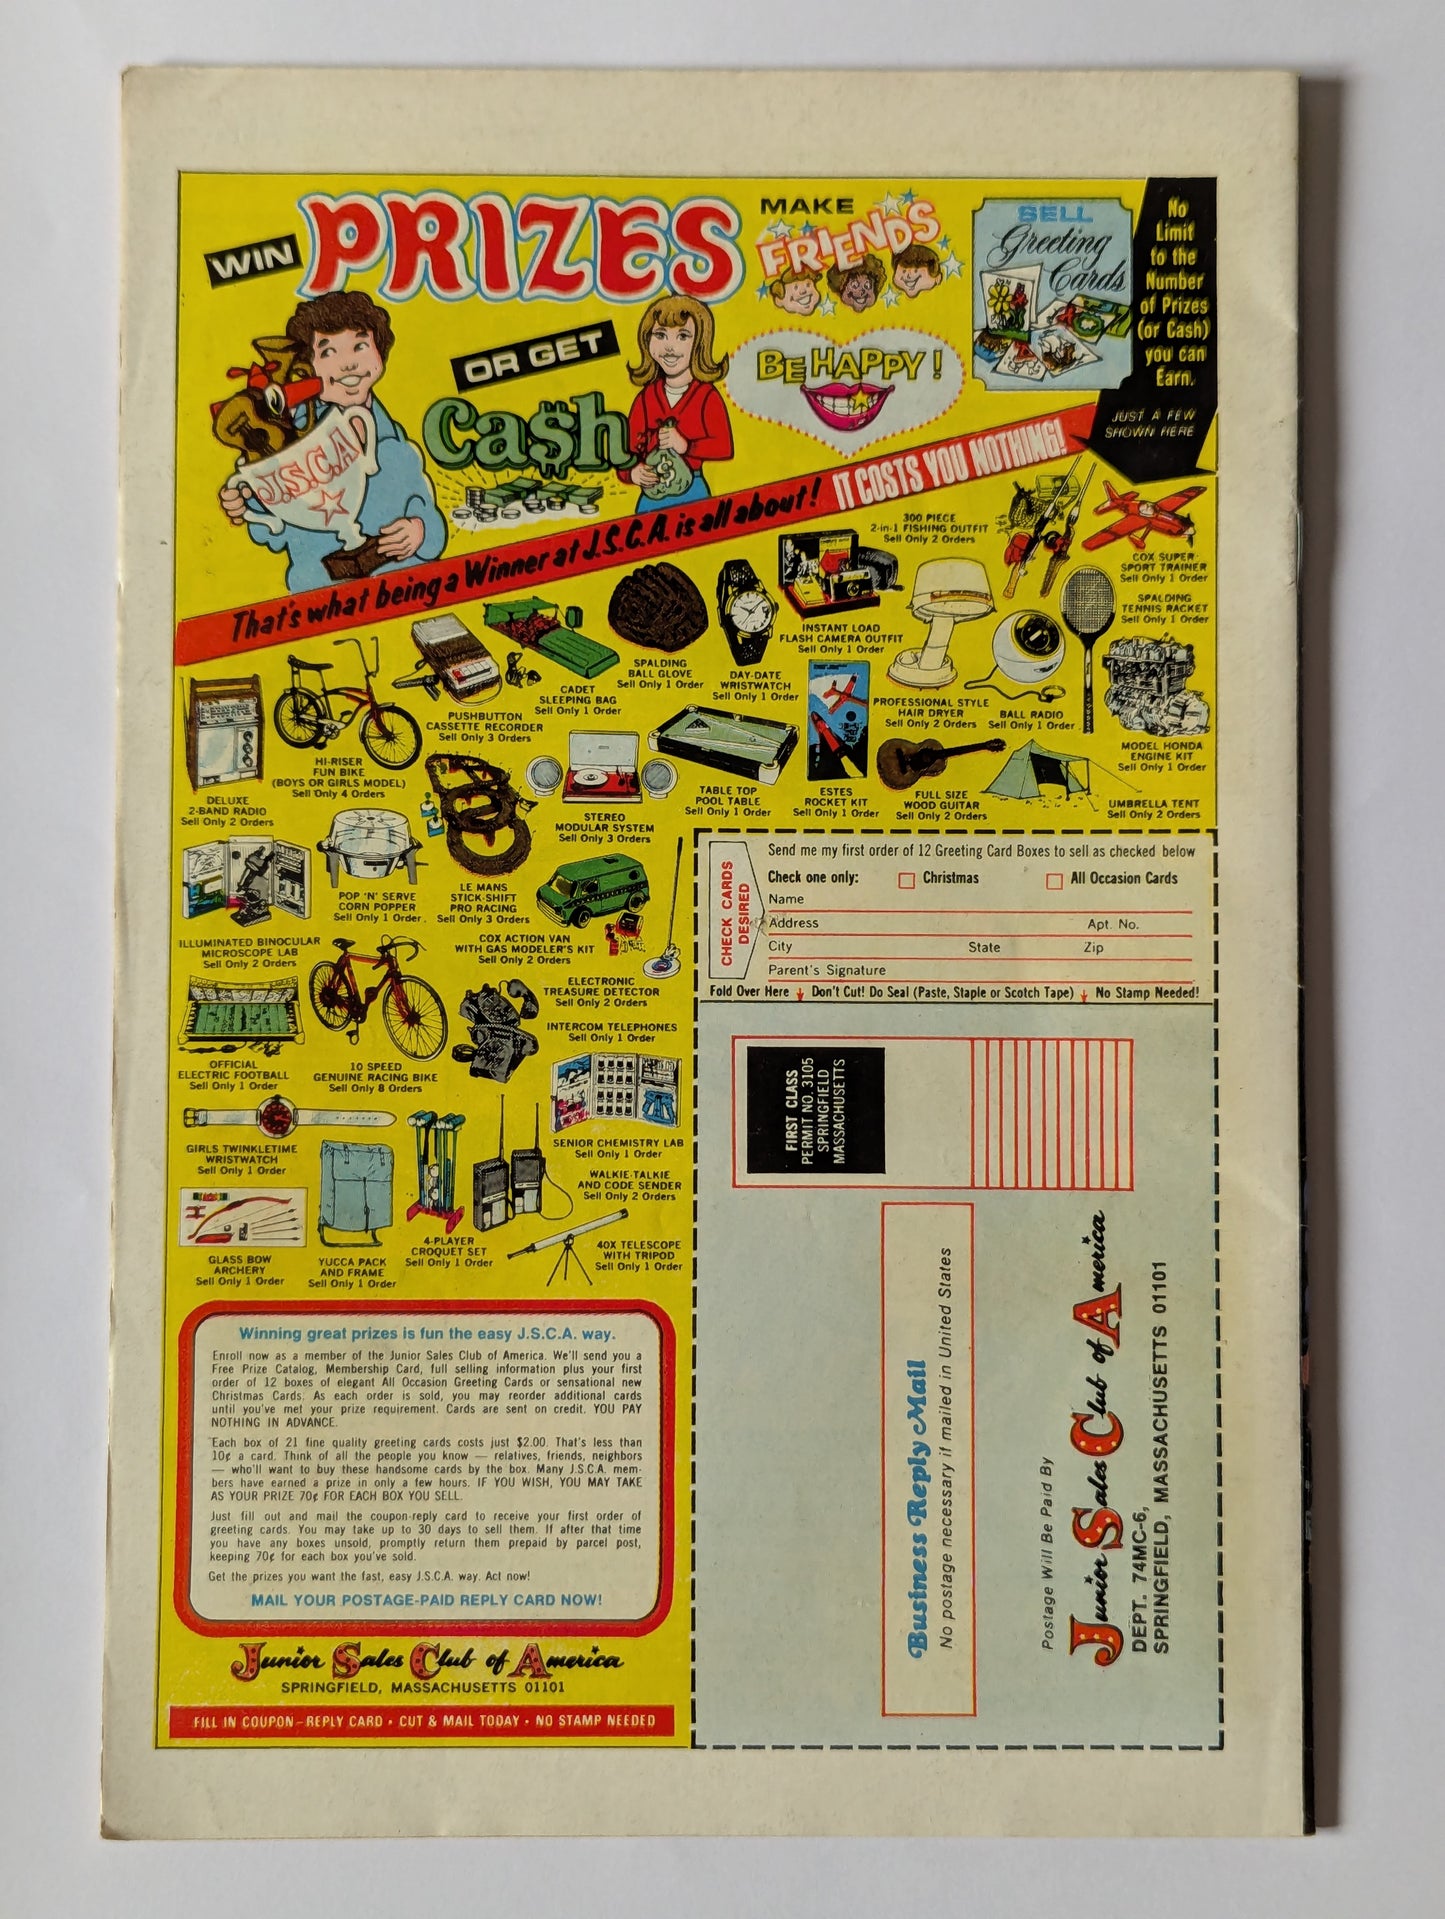 WIN
PRIZES
OR GET
Ca$h
MAKE
FRIENDS
BE HAPPY!
SELL
Greeting
Cards
No
Limit
to the
Number
of Prizes
(or Cash)
you can
Earn.
JUST A FEW
SHOWN HERE
J.S.C.A.
$
That's what being a Winner at J.S.C.A. is all about! IT COSTS YOU NOTHING!
300 PIECE
2-in-1 FISHING OUTFIT
Sell Only 2 Orders
COX SUPER-
SPORT TRAINER
Sell Only 1 Order
SPALDING
TENNIS RACKET
Sell Only 1 Order
INSTANT LOAD
FLASH CAMERA OUTFIT
Sell Only 1 Order
SPALDING
BALL GLOVE
Sell Only 1 Order
DAY-DATE
WRISTWATCH
Sell Only 1 Order
CADET
SLEEPING BAG
Sell Only 1 Order
PUSHBUTTON
CASSETTE RECORDER
Sell Only 3 Orders
PROFESSIONAL STYLE
HAIR DRYER
Sell Only 2 Orders
BALL RADIO
Sell Only 1 Order
MODEL HONDA
ENGINE KIT
Sell Only 1 Order
HI-RISER
FUN BIKE
(BOYS OR GIRLS MODEL)
Sell Only 4 Orders
DELUXE
2-BAND RADIO
Sell Only 2 Orders
STEREO
MODULAR SYSTEM
Sell Only 3 Orders
TABLE TOP
POOL TABLE
Sell Only 1 Order
ESTES
ROCKET KIT
Sell Only 1 Order
FULL SIZE
WOOD GUITAR
Sell Only 2 Orders
UMBRELLA TENT
Sell Only 2 Orders
POP 'N' SERVE
CORN POPPER
Sell Only 1 Order.
LE MANS
STICK-SHIFT
PRO RACING
Sell Only 3 Orders
ILLUMINATED BINOCULAR
MICROSCOPE LAB
Sell Only 2 Orders
COX ACTION VAN
WITH GAS MODELER'S KIT
Sell Only 2 Orders
ELECTRONIC
TREASURE DETECTOR
Sell Only 2 Orders
INTERCOM TELEPHONES
Sell Only 1 Order
OFFICIAL
ELECTRIC FOOTBALL
Sell Only 1 Order
10 SPEED
GENUINE RACING BIKE
Sell Only 8 Orders
SENIOR CHEMISTRY LAB
Sell Only 1 Order
GIRLS TWINKLETIME
WRISTWATCH
Sell Only 1 Order
WALKIE-TALKIE
AND CODE SENDER
Sell Only 2 Orders
GLASS BOW
ARCHERY
Sell Only 1 Order
YUCCA PACK
AND FRAME
Sell Only 1 Order
4-PLAYER
CROQUET SET
Sell Only 1 Order
40X TELESCOPE
WITH TRIPOD
Sell Only 1 Order
Winning great prizes is fun the easy J.S.C.A. way.
Enroll now as a member of the Junior Sales Club of America. We'll send you a
Free Prize Catalog, Membership Card, full selling information plus your first
order of 12 boxes of elegant All Occasion Greeting Cards or sensational new
Christmas Cards. As each order is sold, you may reorder additional cards
until you've met your prize requirement. Cards are sent on credit. YOU PAY
NOTHING IN ADVANCE.
Each box of 21 fine quality greeting cards costs just $2.00. That's less than
10¢ a card. Think of all the people you know — relatives, friends, neighbors
— who'll want to buy these handsome cards by the box. Many J.S.C.A. mem-
bers have earned a prize in only a few hours. IF YOU WISH, YOU MAY TAKE
AS YOUR PRIZE 70¢ FOR EACH BOX YOU SELL.
Just fill out and mail the coupon-reply card to receive your first order of
greeting cards. You may take up to 30 days to sell them. If after that time
you have any boxes unsold, promptly return them prepaid by parcel post,
keeping 70¢ for each box you've sold.
Get the prizes you want the fast, easy J.S.C.A. way. Act now!
MAIL YOUR POSTAGE-PAID REPLY CARD NOW!
Junior Sales Club of America
SPRINGFIELD, MASSACHUSETTS 01101
FILL IN COUPON-REPLY CARD • CUT & MAIL TODAY • NO STAMP NEEDED
CHECK CARDS
DESIRED
Send me my first order of 12 Greeting Card Boxes to sell as checked below
Check one only: Christmas All Occasion Cards
Name
Address Apt. No.
City State Zip
Parent's Signature
Fold Over Here Don't Cut! Do Seal (Paste, Staple or Scotch Tape) No Stamp Needed!
FIRST CLASS
PERMIT NO. 3105
SPRINGFIELD
MASSACHUSETTS
Business Reply Mail
No postage necessary if mailed in United States
Postage Will Be Paid By
Junior Sales Club of America
DEPT. 74MC-6,
SPRINGFIELD, MASSACHUSETTS 01101